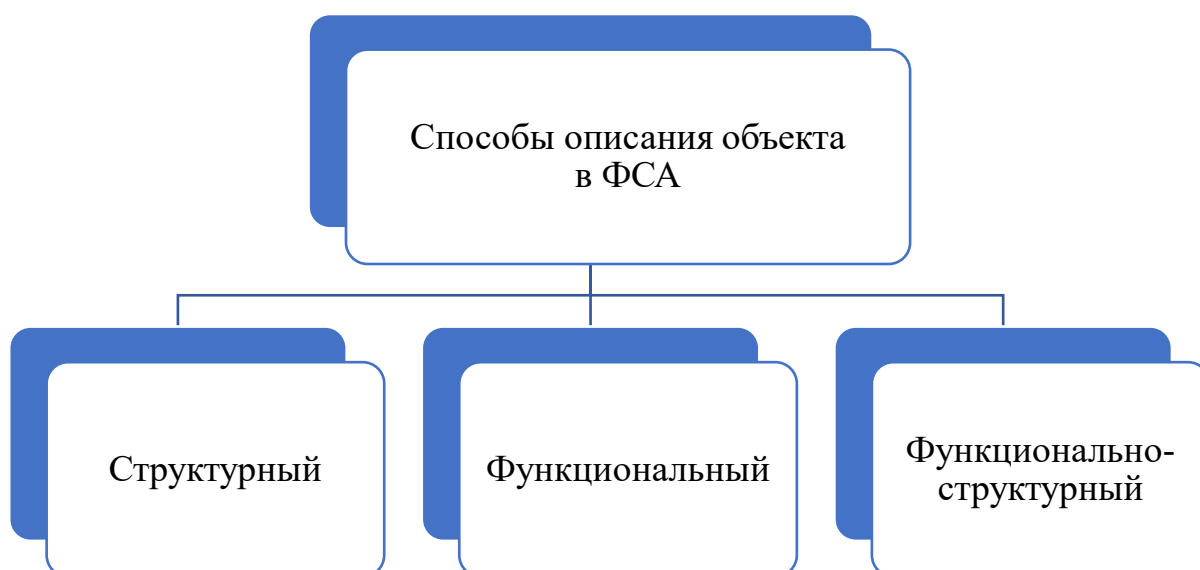 Способы описания объекта
в ФСА
Структурный
Функциональный
Функционально-
структурный